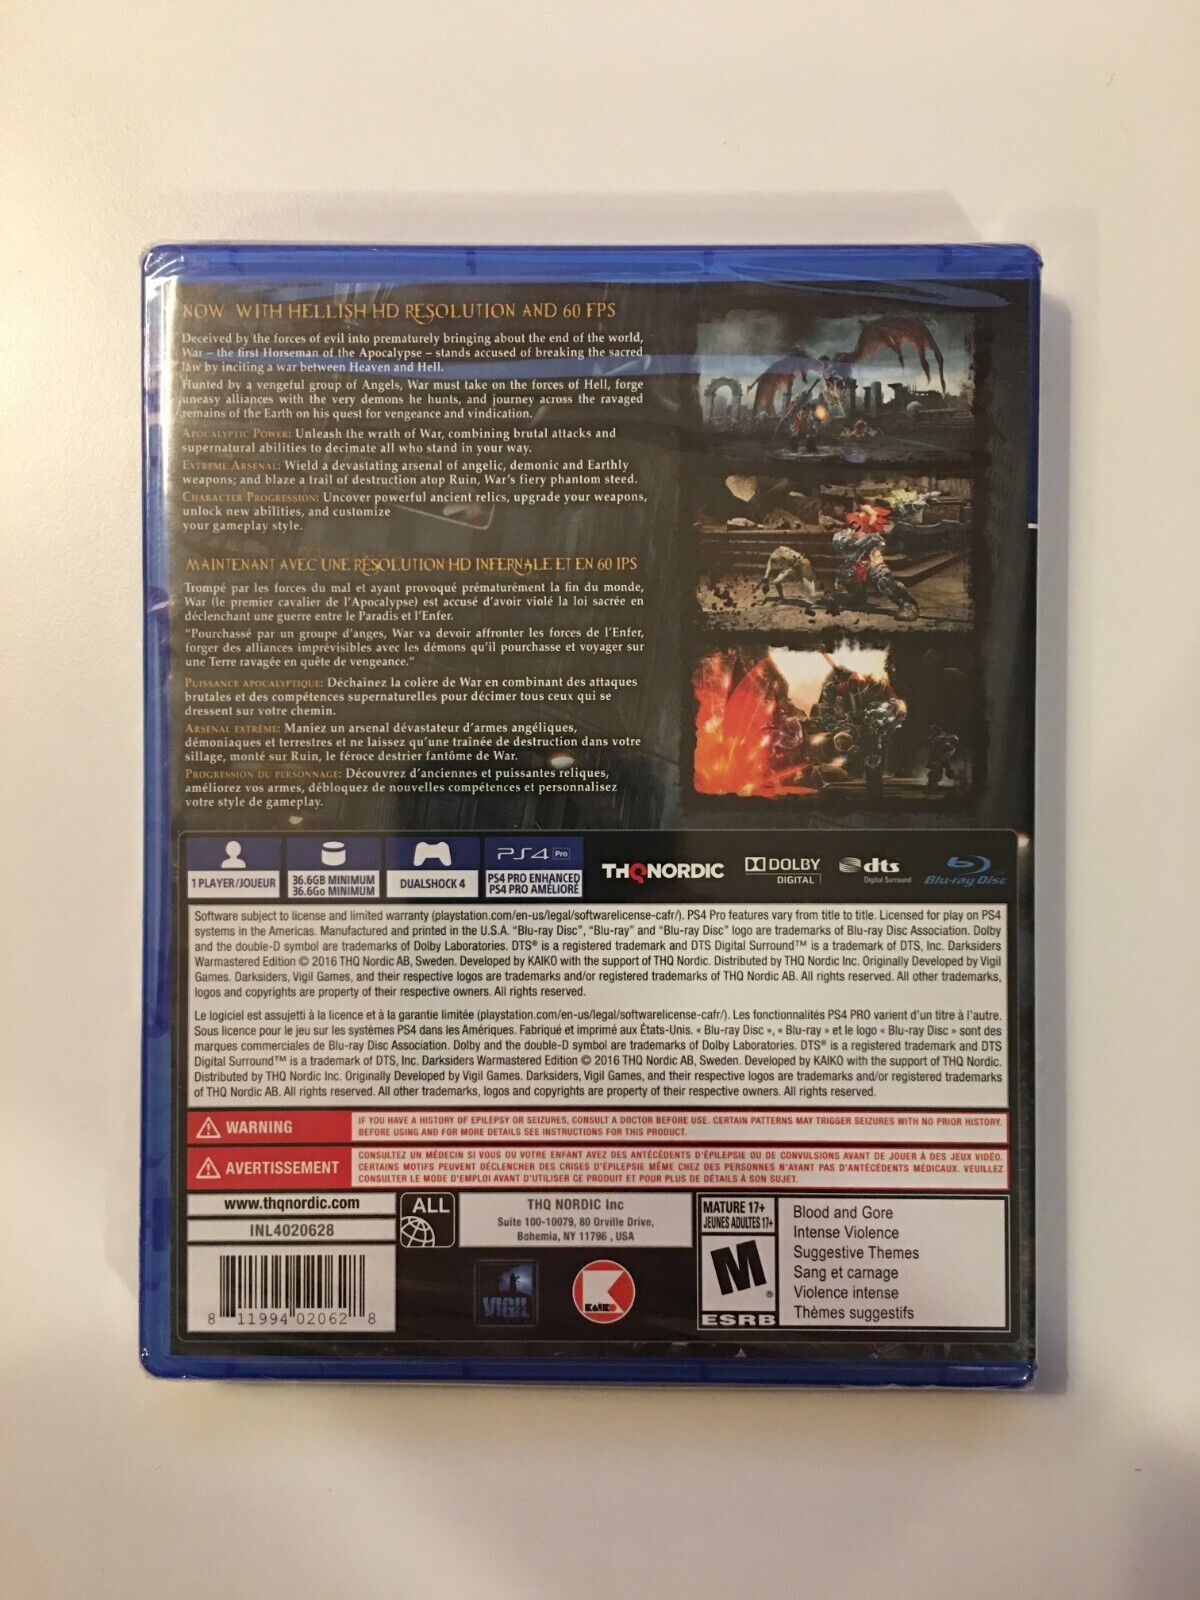 NOW WITH HELLISH HD RESOLUTION AND 60 FPS
Deceived by the forces of evil into prematurely bringing about the end of the world,
War – the first Horseman of the Apocalypse – stands accused of breaking the sacred
law by inciting a war between Heaven and Hell.
Hunted by a vengeful group of Angels, War must take on the forces of Hell, forge
uneasy alliances with the very demons he hunts, and journey across the ravaged
remains of the Earth on his quest for vengeance and vindication.
APOCALYPTIC POWER: Unleash the wrath of War, combining brutal attacks and
supernatural abilities to decimate all who stand in your way.
EXTREME ARSENAL: Wield a devastating arsenal of angelic, demonic and Earthly
weapons; and blaze a trail of destruction atop Ruin, War's fiery phantom steed.
CHARACTER PROGRESSION: Uncover powerful ancient relics, upgrade your weapons,
unlock new abilities, and customize
your gameplay style.
MAINTENANT AVEC UNE RÉSOLUTION HD INFERNALE ET EN 60 IPS
Trompé par les forces du mal et ayant provoqué prématurément la fin du monde,
War (le premier cavalier de l'Apocalypse) est accusé d'avoir violé la loi sacrée en
déclenchant une guerre entre le Paradis et l'Enfer.
"Pourchassé par un groupe d'anges, War va devoir affronter les forces de l'Enfer,
forger des alliances imprévisibles avec les démons qu'il pourchasse et voyager sur
une Terre ravagée en quête de vengeance."
PUISSANCE APOCALYPTIQUE: Déchaînez la colère de War en combinant des attaques
brutales et des compétences supernaturelles pour décimer tous ceux qui se
dressent sur votre chemin.
ARSENAL EXTRÊME: Maniez un arsenal dévastateur d'armes angéliques,
démoniaques et terrestres et ne laissez qu'une traînée de destruction dans votre
sillage, monté sur Ruin, le féroce destrier fantôme de War.
PROGRESSION DU PERSONNAGE: Découvrez d'anciennes et puissantes reliques,
améliorez vos armes, débloquez de nouvelles compétences et personnalisez
votre style de gameplay.
1 PLAYER/JOUEUR
36.6GB MINIMUM
36.6Go MINIMUM
DUALSHOCK 4
PS4 Pro
PS4 PRO ENHANCED
PS4 PRO AMÉLIORÉ
THQNORDIC
DOLBY
DIGITAL
dts
Digital Surround
Blu-ray Disc
Software subject to license and limited warranty (playstation.com/en-us/legal/softwarelicense-cafr/). PS4 Pro features vary from title to title. Licensed for play on PS4
systems in the Americas. Manufactured and printed in the U.S.A. "Blu-ray Disc", "Blu-ray" and "Blu-ray Disc" logo are trademarks of Blu-ray Disc Association. Dolby
and the double-D symbol are trademarks of Dolby Laboratories. DTS® is a registered trademark and DTS Digital Surround™ is a trademark of DTS, Inc. Darksiders
Warmastered Edition © 2016 THQ Nordic AB, Sweden. Developed by KAIKO with the support of THQ Nordic. Distributed by THQ Nordic Inc. Originally Developed by Vigil
Games. Darksiders, Vigil Games, and their respective logos are trademarks and/or registered trademarks of THQ Nordic AB. All rights reserved. All other trademarks,
logos and copyrights are property of their respective owners. All rights reserved.
Le logiciel est assujetti à la licence et à la garantie limitée (playstation.com/en-us/legal/softwarelicense-cafr/). Les fonctionnalités PS4 PRO varient d'un titre à l'autre.
Sous licence pour le jeu sur les systèmes PS4 dans les Amériques. Fabriqué et imprimé aux États-Unis. « Blu-ray Disc », « Blu-ray » et le logo « Blu-ray Disc » sont des
marques commerciales de Blu-ray Disc Association. Dolby and the double-D symbol are trademarks of Dolby Laboratories. DTS® is a registered trademark and DTS
Digital Surround™ is a trademark of DTS, Inc. Darksiders Warmastered Edition © 2016 THQ Nordic AB, Sweden. Developed by KAIKO with the support of THQ Nordic.
Distributed by THQ Nordic Inc. Originally Developed by Vigil Games. Darksiders, Vigil Games, and their respective logos are trademarks and/or registered trademarks
of THQ Nordic AB. All rights reserved. All other trademarks, logos and copyrights are property of their respective owners. All rights reserved.
WARNING
IF YOU HAVE A HISTORY OF EPILEPSY OR SEIZURES, CONSULT A DOCTOR BEFORE USE. CERTAIN PATTERNS MAY TRIGGER SEIZURES WITH NO PRIOR HISTORY.
BEFORE USING AND FOR MORE DETAILS SEE INSTRUCTIONS FOR THIS PRODUCT.
AVERTISSEMENT
CONSULTEZ UN MÉDECIN SI VOUS OU VOTRE ENFANT AVEZ DES ANTÉCÉDENTS D'ÉPILEPSIE OU DE CONVULSIONS AVANT DE JOUER À DES JEUX VIDÉO.
CERTAINS MOTIFS PEUVENT DÉCLENCHER DES CRISES D'ÉPILEPSIE MÊME CHEZ DES PERSONNES N'AYANT PAS D'ANTÉCÉDENTS MÉDICAUX. VEUILLEZ
CONSULTER LE MODE D'EMPLOI AVANT D'UTILISER CE PRODUIT ET POUR PLUS DE DÉTAILS À SON SUJET.
www.thqnordic.com
INL4020628
8 11994 02062 8
ALL
THQ NORDIC Inc
Suite 100-10079, 80 Orville Drive,
Bohemia, NY 11796 , USA
VIGIL
K
KAIKO
MATURE 17+
JEUNES ADULTES 17+
M
®
ESRB
Blood and Gore
Intense Violence
Suggestive Themes
Sang et carnage
Violence intense
Thèmes suggestifs